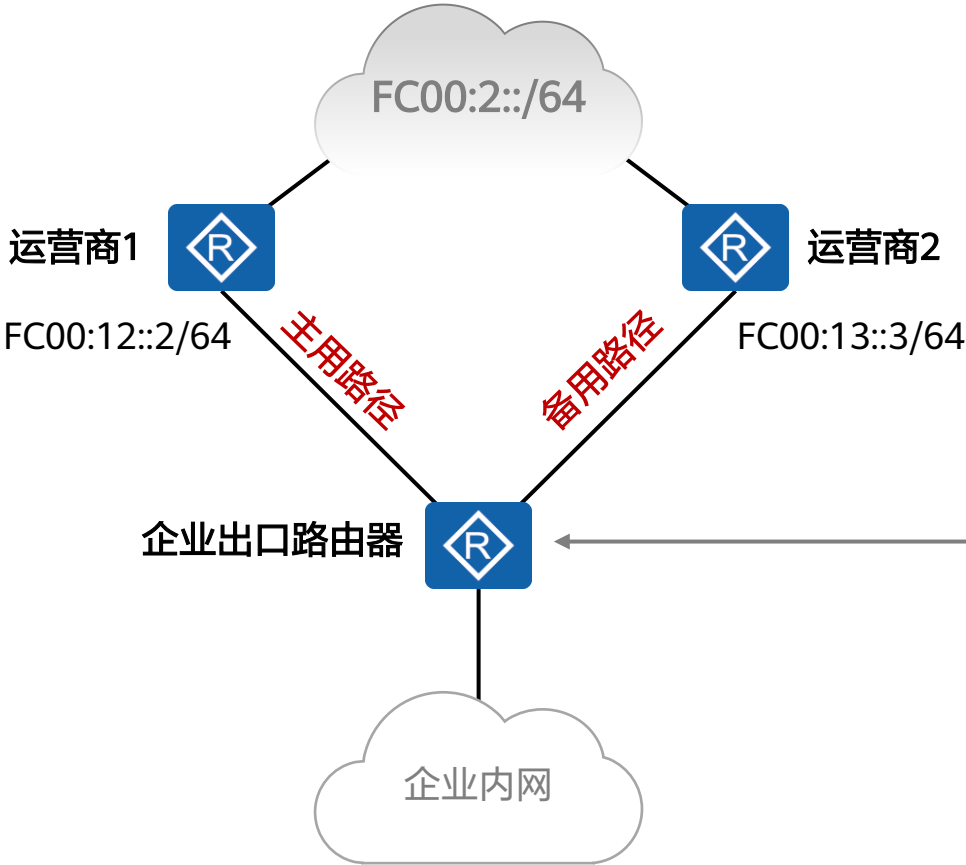 FC00:2::/64
运营商1
R
R
运营商2
FC00:12::2/64
主用路径
备用路径
FC00:13::3/64
企业出口路由器
R
企业内网